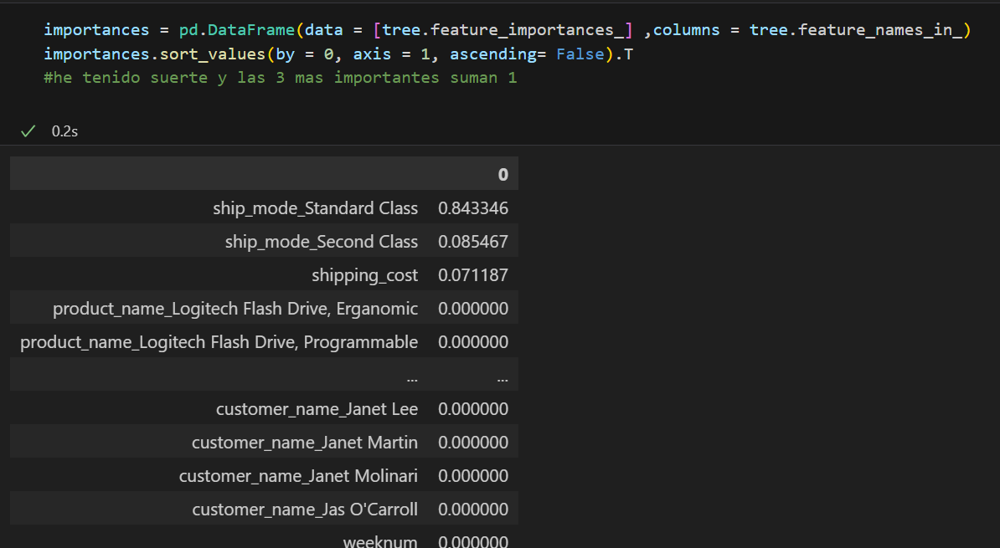 importances = pd.DataFrame(data = [tree.feature_importances_] ,columns = tree.feature_names_in_)
importances.sort_values(by = 0, axis = 1, ascending= False).T
#he tenido suerte y las 3 mas importantes suman 1
✓ 0.2s
0
ship_mode_Standard Class 0.843346
ship_mode_Second Class 0.085467
shipping_cost 0.071187
product_name_Logitech Flash Drive, Erganomic 0.000000
product_name_Logitech Flash Drive, Programmable 0.000000
... ...
customer_name_Janet Lee 0.000000
customer_name_Janet Martin 0.000000
customer_name_Janet Molinari 0.000000
customer_name_Jas O'Carroll 0.000000
weeknum 0.000000